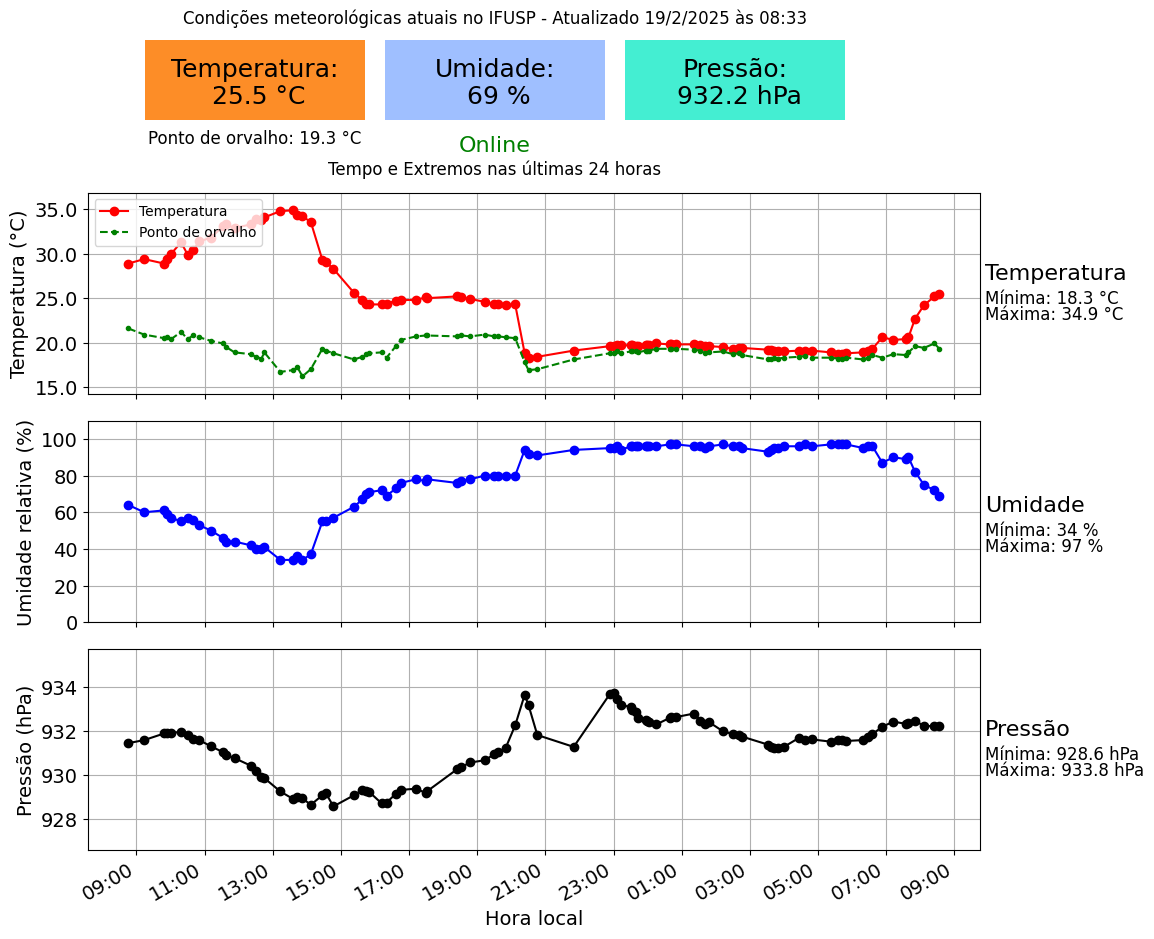 Condições meteorológicas atuais no IFUSP - Atualizado 19/2/2025 às 08:33
Temperatura:
25.5 °C
Umidade:
69 %
Pressão:
932.2 hPa
Ponto de orvalho: 19.3 °C
Online
Tempo e Extremos nas últimas 24 horas
Temperatura (°C)
35.0
30.0
25.0
20.0
15.0
Temperatura
Ponto de orvalho
Temperatura
Mínima: 18.3 °C
Máxima: 34.9 °C
Umidade relativa (%)
100
80
60
40
20
0
Umidade
Mínima: 34 %
Máxima: 97 %
Pressão (hPa)
934
932
930
928
Pressão
Mínima: 928.6 hPa
Máxima: 933.8 hPa
09:00 11:00 13:00 15:00 17:00 19:00 21:00 23:00 01:00 03:00 05:00 07:00 09:00
Hora local